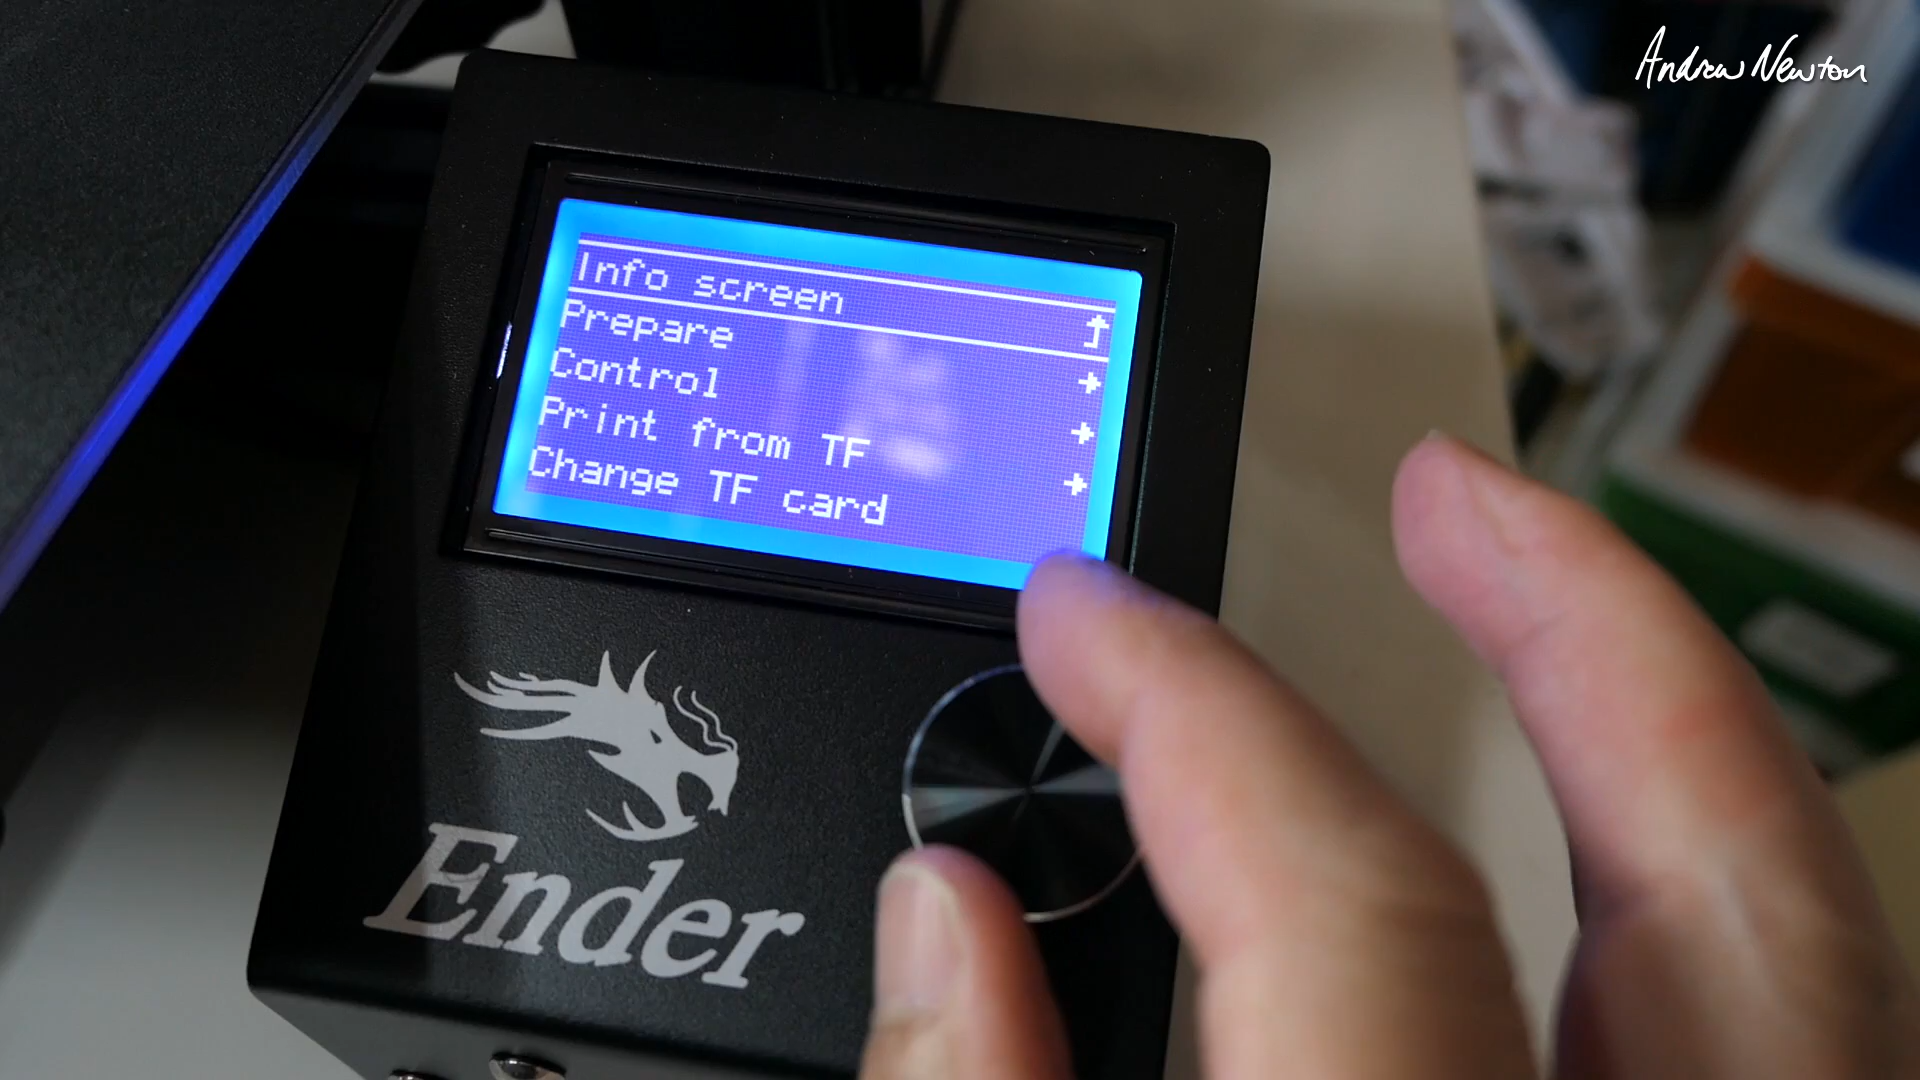 Andrew Newton
Info screen
Prepare
Control
Print from TF
Change TF card
Ender